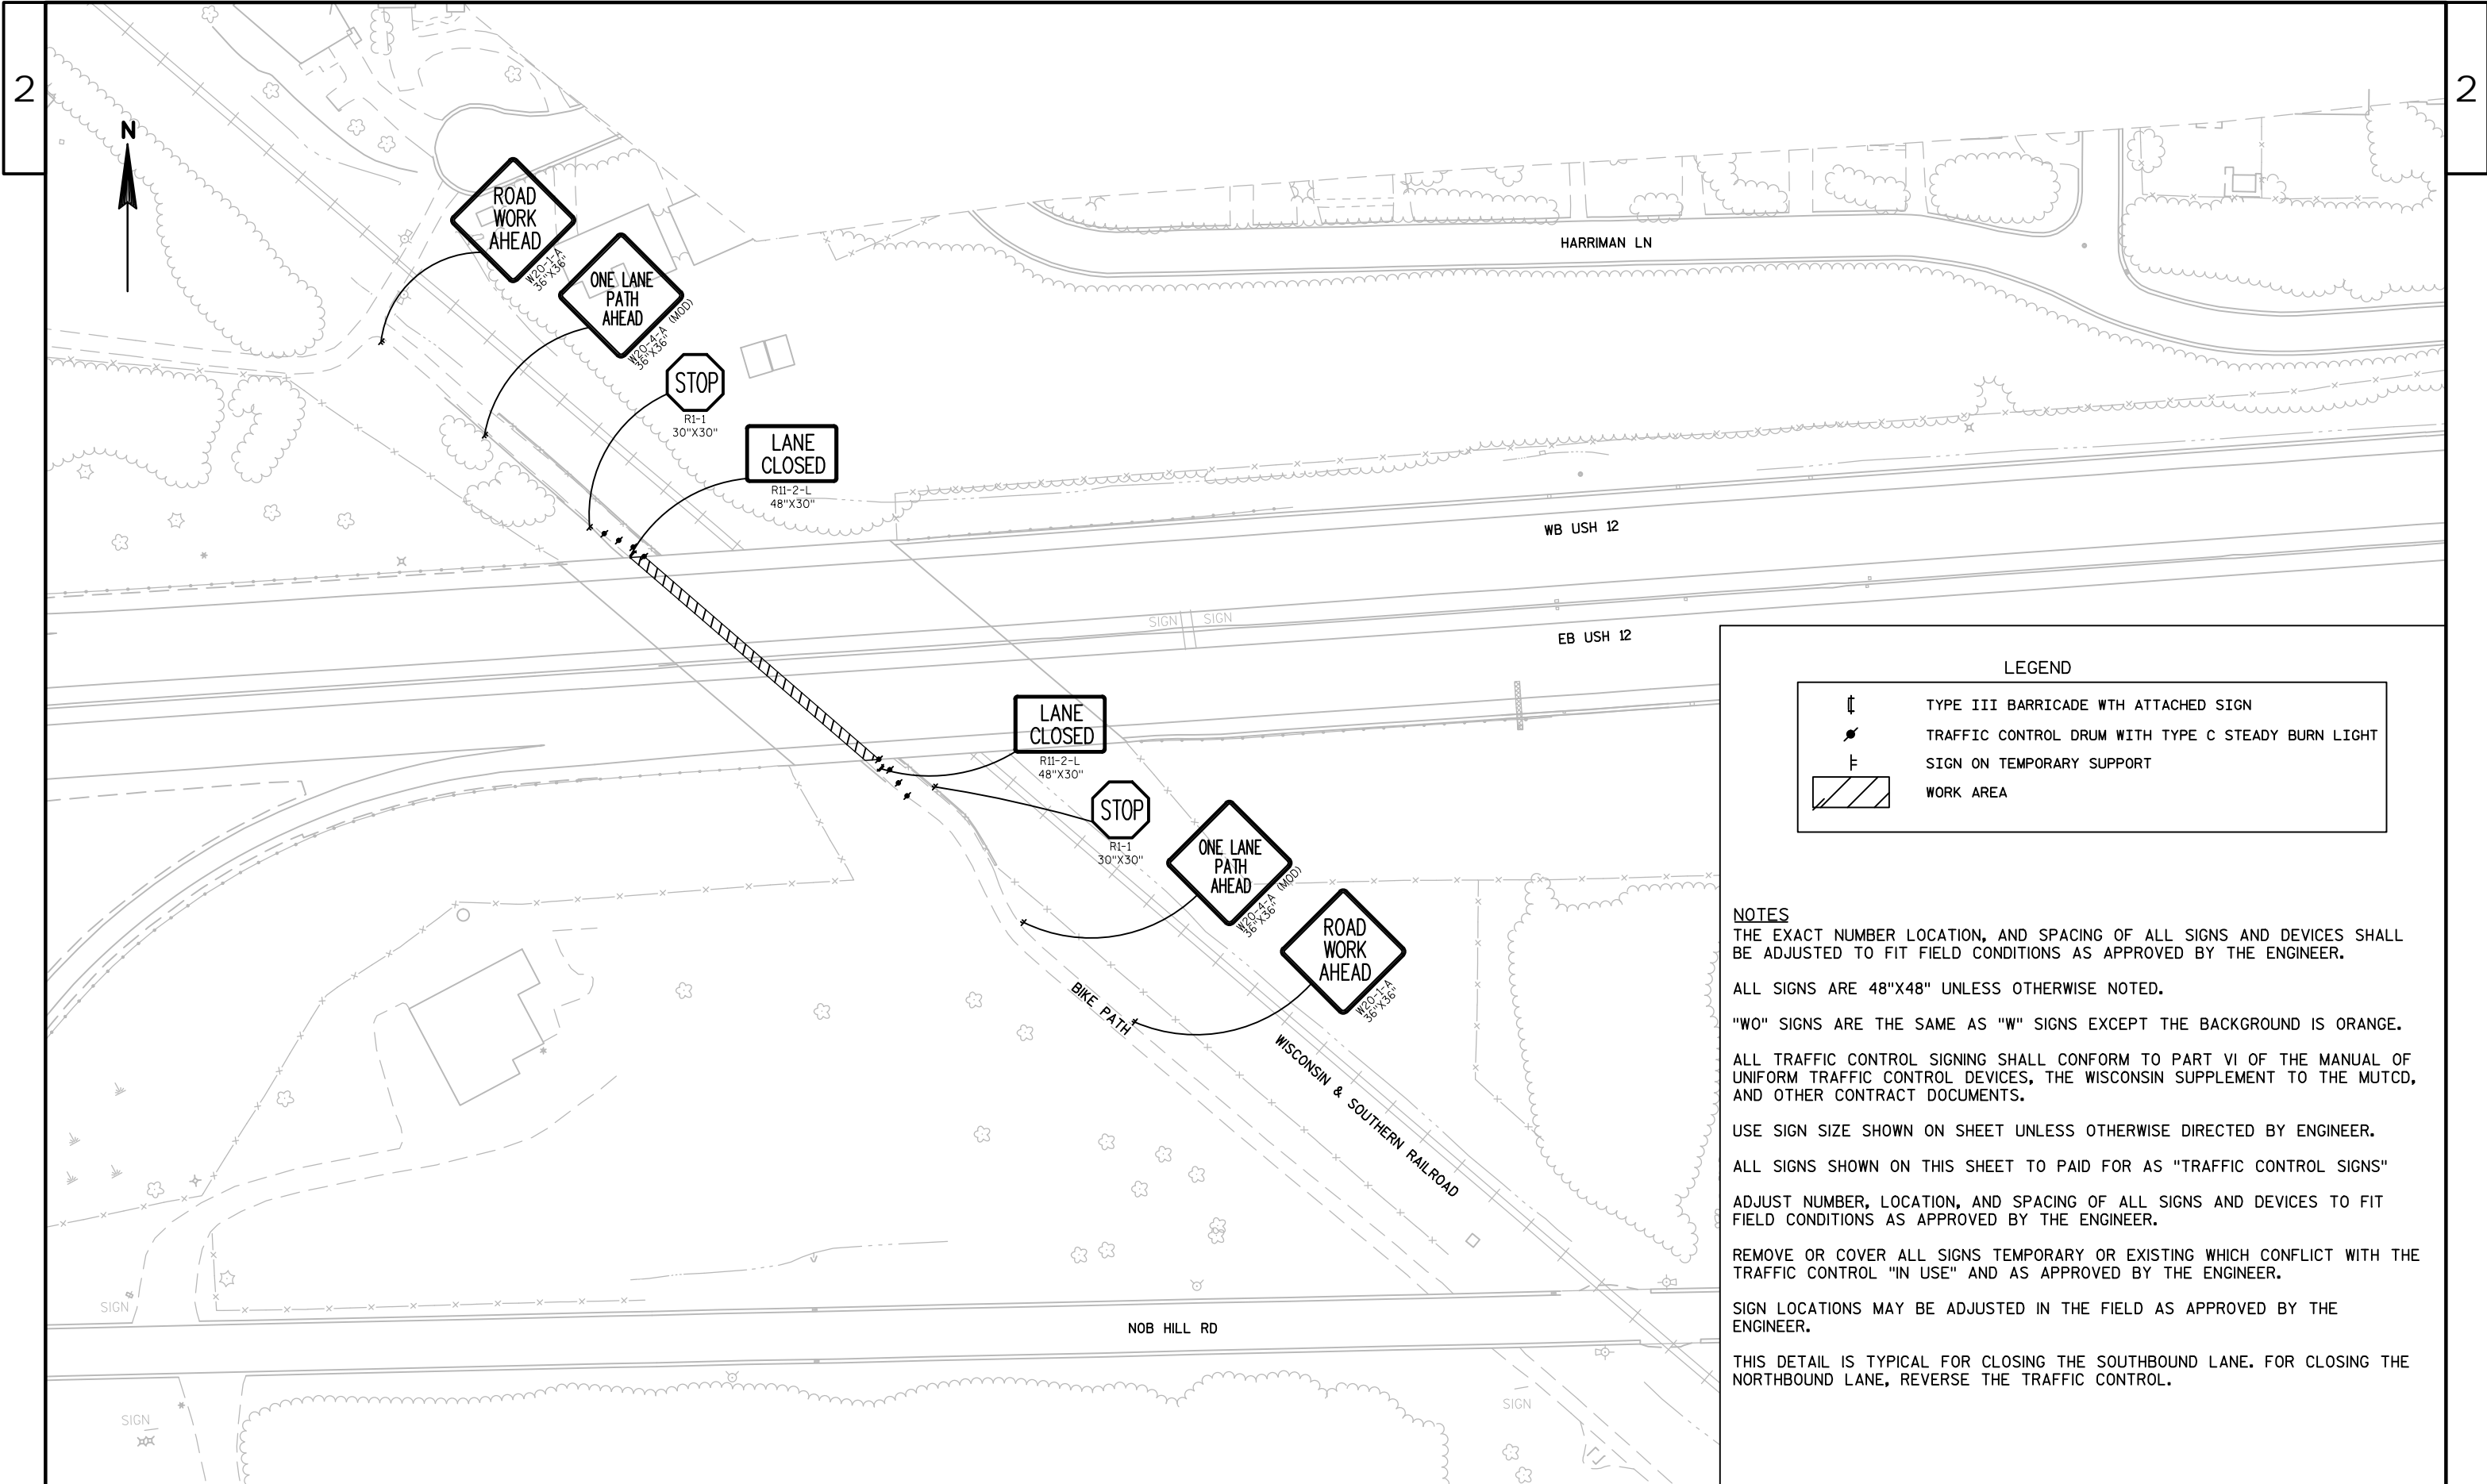 2
2
N
ROAD
WORK
AHEAD
W20-1-A
36"X36"
ONE LANE
PATH
AHEAD
W20-4-A (MOD)
36"X36"
STOP
R1-1
30"X30"
LANE
CLOSED
R11-2-L
48"X30"
HARRIMAN LN
WB USH 12
SIGN
SIGN
EB USH 12
LANE
CLOSED
R11-2-L
48"X30"
STOP
R1-1
30"X30"
ONE LANE
PATH
AHEAD
W20-4-A (MOD)
36"X36"
ROAD
WORK
AHEAD
W20-1-A
36"X36"
BIKE PATH
WISCONSIN & SOUTHERN RAILROAD
SIGN
NOB HILL RD
SIGN
SIGN
LEGEND
TYPE III BARRICADE WTH ATTACHED SIGN
TRAFFIC CONTROL DRUM WITH TYPE C STEADY BURN LIGHT
SIGN ON TEMPORARY SUPPORT
WORK AREA
NOTES
THE EXACT NUMBER LOCATION, AND SPACING OF ALL SIGNS AND DEVICES SHALL
BE ADJUSTED TO FIT FIELD CONDITIONS AS APPROVED BY THE ENGINEER.
ALL SIGNS ARE 48"X48" UNLESS OTHERWISE NOTED.
"WO" SIGNS ARE THE SAME AS "W" SIGNS EXCEPT THE BACKGROUND IS ORANGE.
ALL TRAFFIC CONTROL SIGNING SHALL CONFORM TO PART VI OF THE MANUAL OF
UNIFORM TRAFFIC CONTROL DEVICES, THE WISCONSIN SUPPLEMENT TO THE MUTCD,
AND OTHER CONTRACT DOCUMENTS.
USE SIGN SIZE SHOWN ON SHEET UNLESS OTHERWISE DIRECTED BY ENGINEER.
ALL SIGNS SHOWN ON THIS SHEET TO PAID FOR AS "TRAFFIC CONTROL SIGNS"
ADJUST NUMBER, LOCATION, AND SPACING OF ALL SIGNS AND DEVICES TO FIT
FIELD CONDITIONS AS APPROVED BY THE ENGINEER.
REMOVE OR COVER ALL SIGNS TEMPORARY OR EXISTING WHICH CONFLICT WITH THE
TRAFFIC CONTROL "IN USE" AND AS APPROVED BY THE ENGINEER.
SIGN LOCATIONS MAY BE ADJUSTED IN THE FIELD AS APPROVED BY THE
ENGINEER.
THIS DETAIL IS TYPICAL FOR CLOSING THE SOUTHBOUND LANE. FOR CLOSING THE
NORTHBOUND LANE, REVERSE THE TRAFFIC CONTROL.